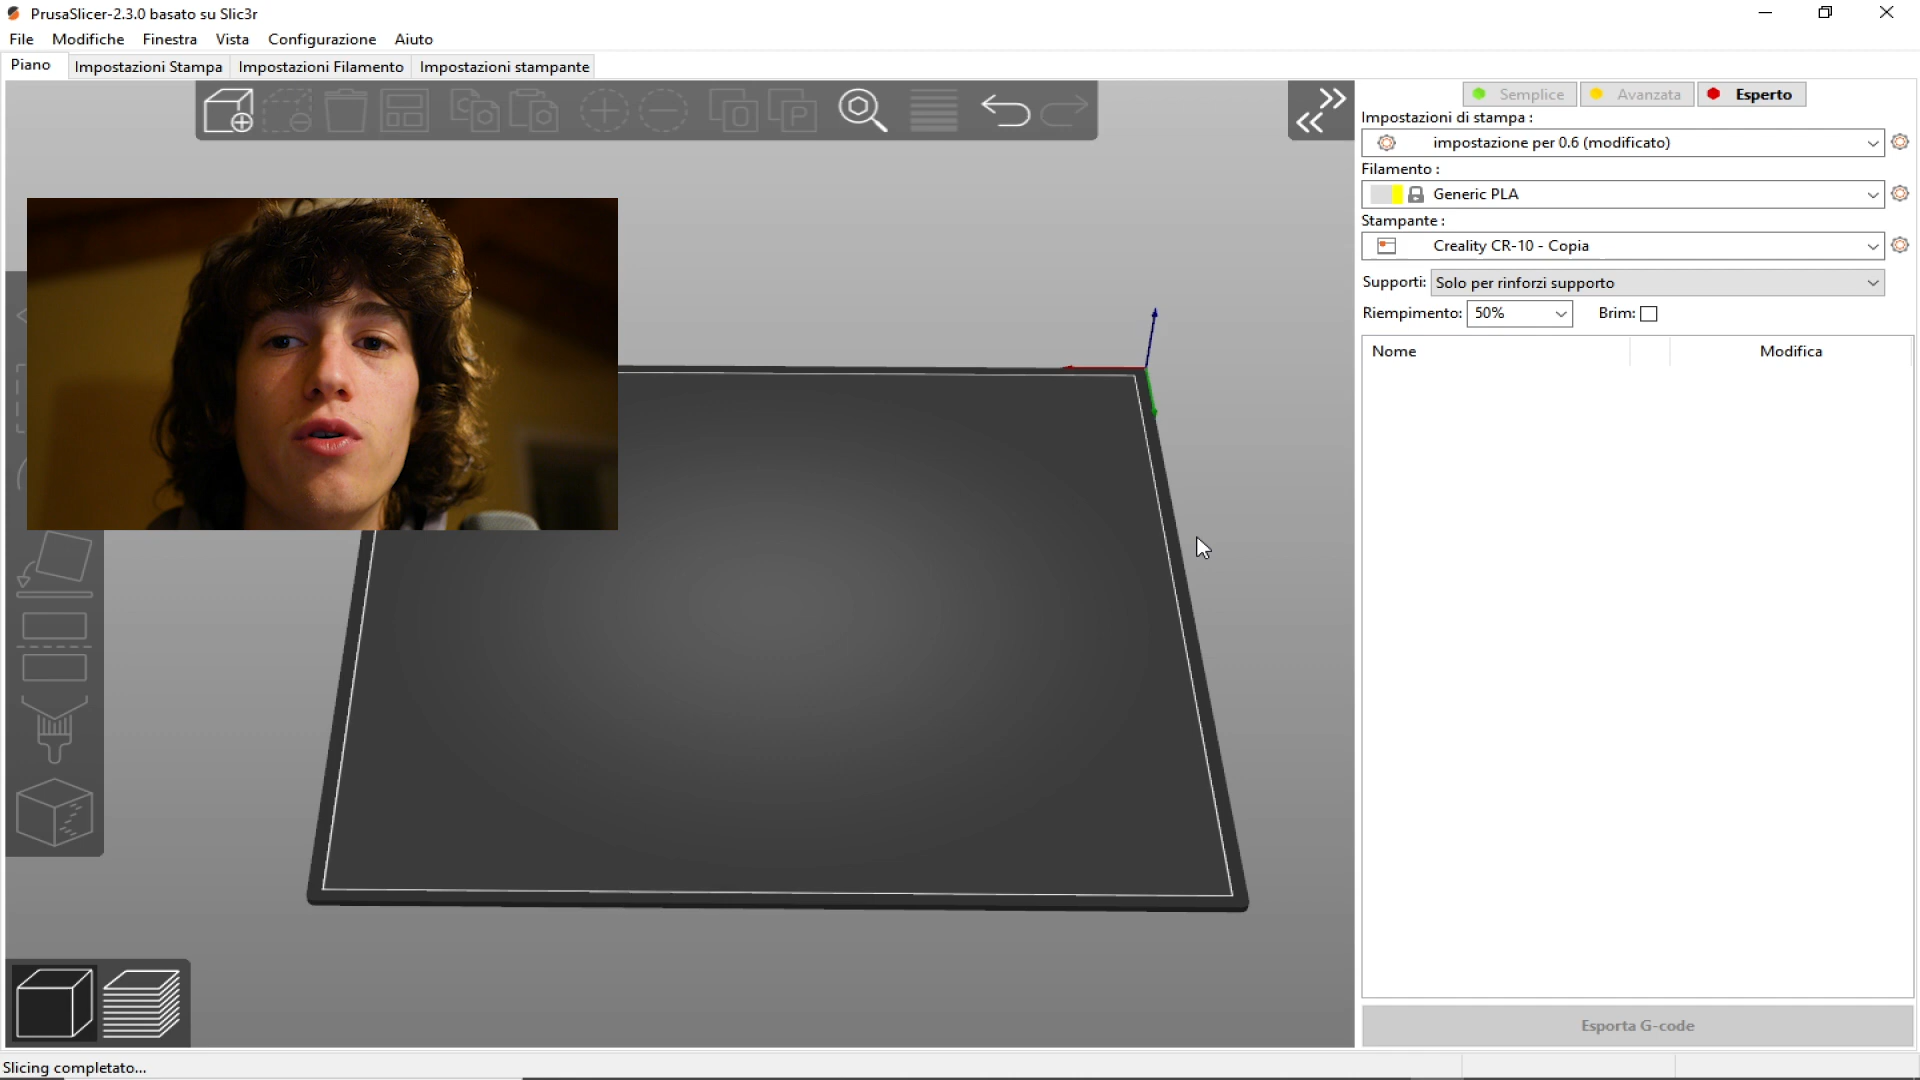 PrusaSlicer-2.3.0 basato su Slic3r
File Modifiche Finestra Vista Configurazione Aiuto
Piano Impostazioni Stampa Impostazioni Filamento Impostazioni stampante
Semplice Avanzata Esperto
Impostazioni di stampa :
impostazione per 0.6 (modificato)
Filamento :
Generic PLA
Stampante :
Creality CR-10 - Copia
Supporti: Solo per rinforzi supporto
Riempimento: 50% Brim:
Nome Modifica
Esporta G-code
Slicing completato...